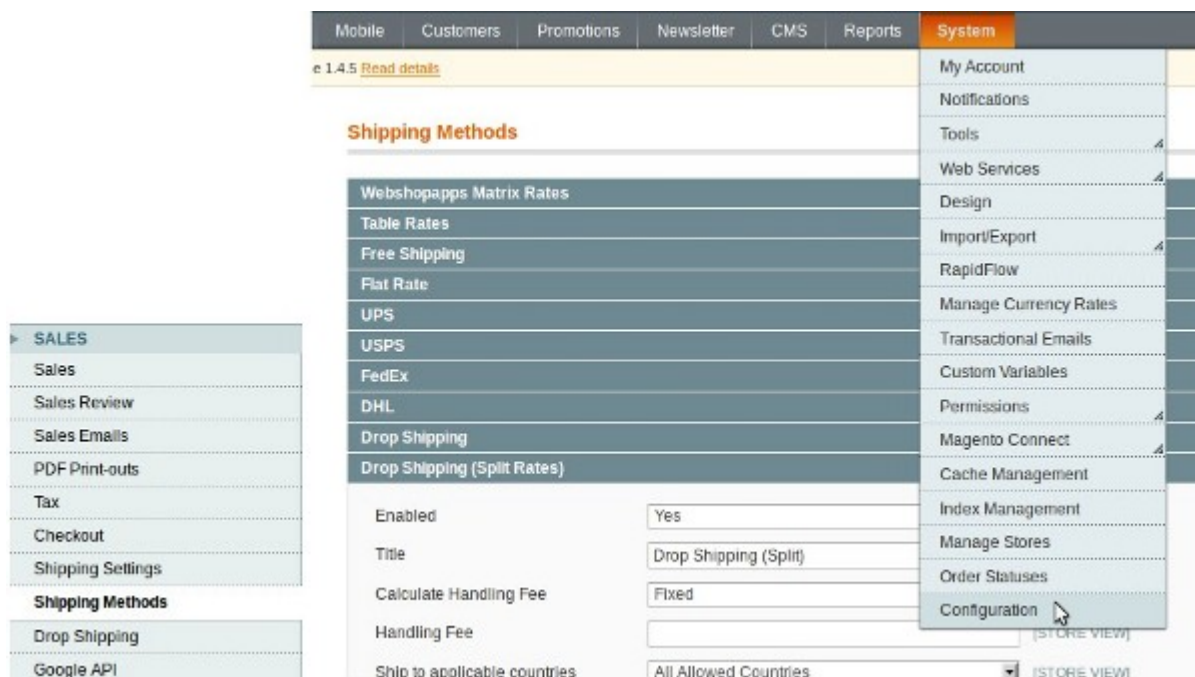 Mobile Customers Promotions Newsletter CMS Reports System
e 1.4.5 Read details
Shipping Methods
Webshopapps Matrix Rates
Table Rates
Free Shipping
Flat Rate
UPS
USPS
FedEx
DHL
Drop Shipping
Drop Shipping (Split Rates)
Enabled Yes
Title Drop Shipping (Split)
Calculate Handling Fee Fixed
Handling Fee [STORE VIEW]
Ship to applicable countries All Allowed Countries [STORE VIEW]
My Account
Notifications
Tools
Web Services
Design
Import/Export
RapidFlow
Manage Currency Rates
Transactional Emails
Custom Variables
Permissions
Magento Connect
Cache Management
Index Management
Manage Stores
Order Statuses
Configuration
SALES
Sales
Sales Review
Sales Emails
PDF Print-outs
Tax
Checkout
Shipping Settings
Shipping Methods
Drop Shipping
Google API